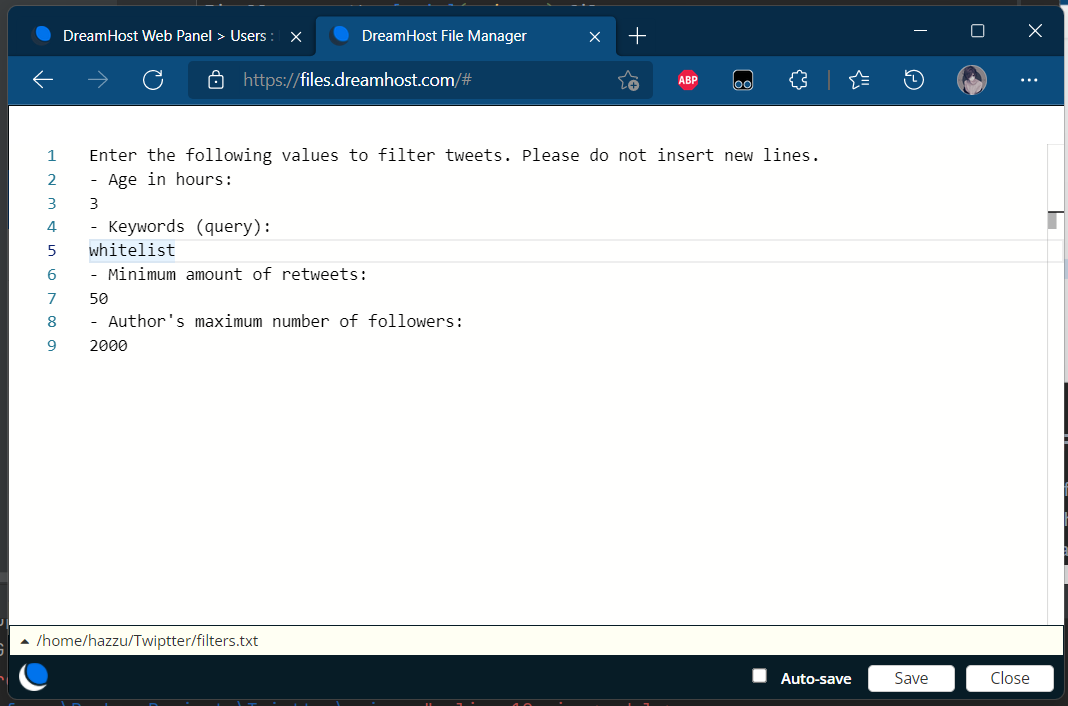 DreamHost Web Panel > Users :
DreamHost File Manager
https://files.dreamhost.com/#
ABP
1 Enter the following values to filter tweets. Please do not insert new lines.
2 - Age in hours:
3 3
4 - Keywords (query):
5 whitelist
6 - Minimum amount of retweets:
7 50
8 - Author's maximum number of followers:
9 2000
/home/hazzu/Twiptter/filters.txt
Auto-save
Save
Close